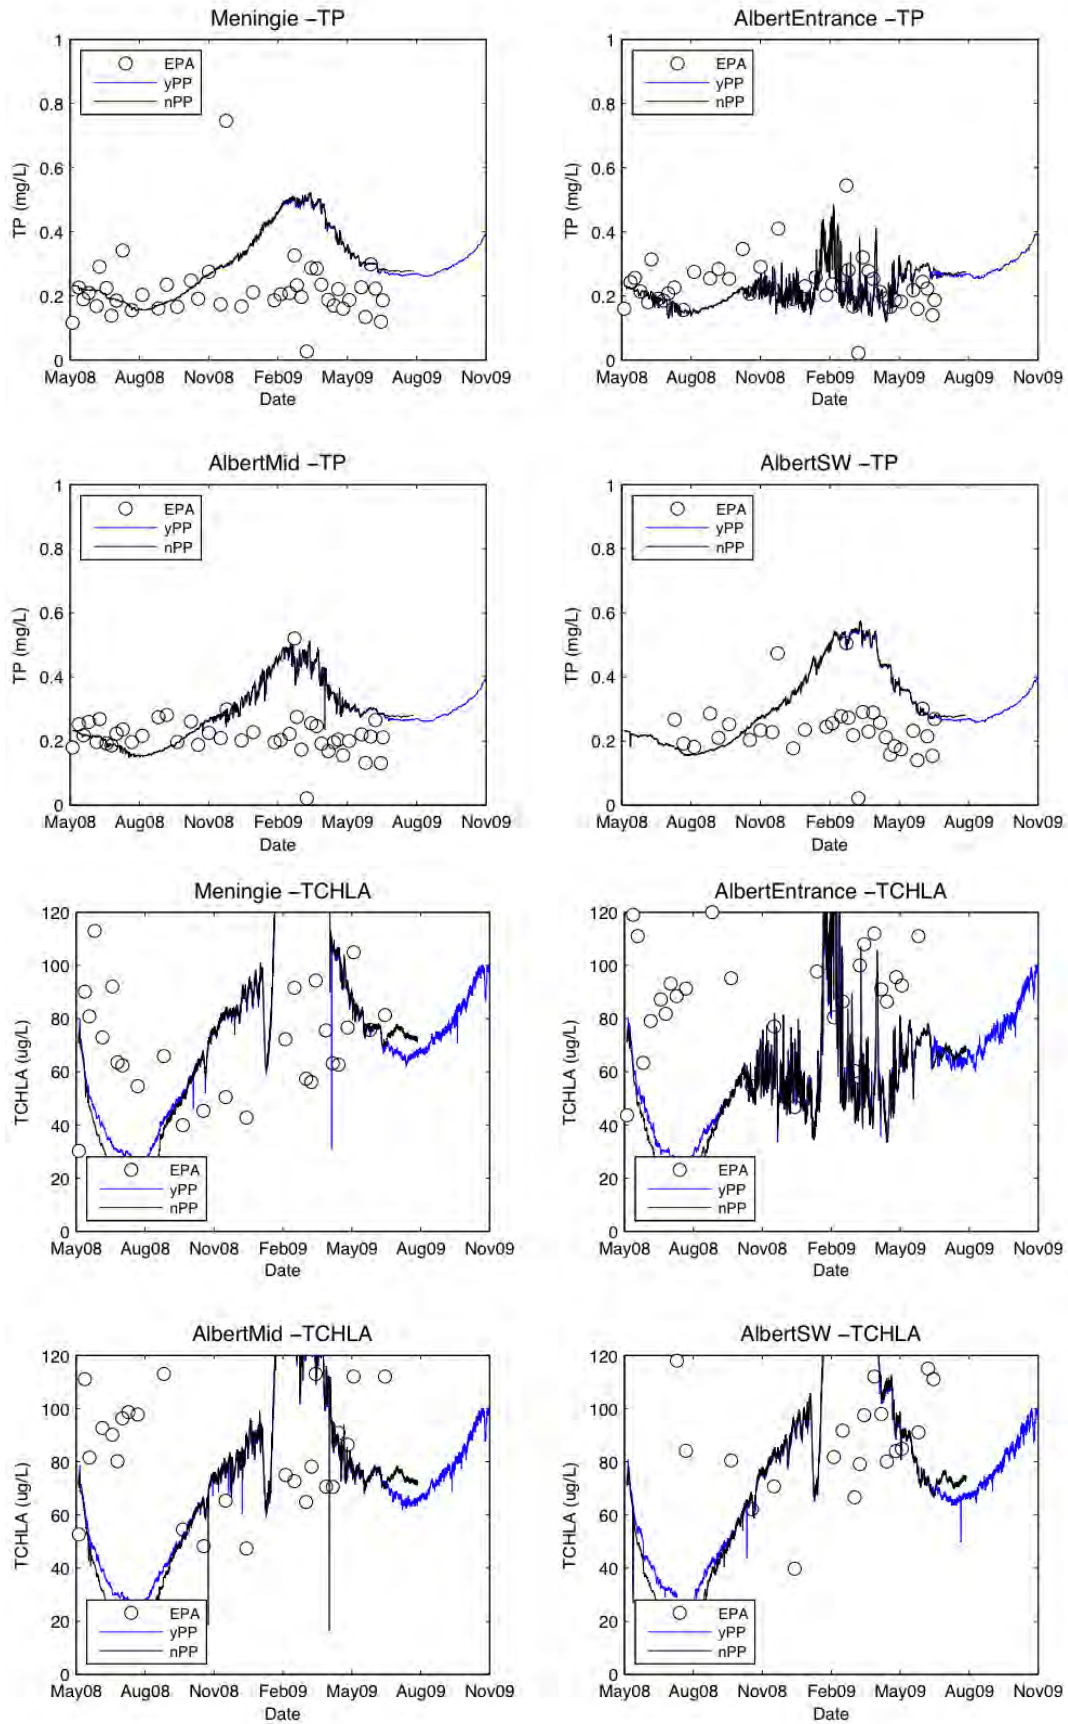 Meningie –TP
AlbertEntrance –TP
1
0.8
0.6
0.4
0.2
0
TP (mg/L)
EPA
yPP
nPP
May08 Aug08 Nov08 Feb09 May09 Aug09 Nov09
Date
1
0.8
0.6
0.4
0.2
0
TP (mg/L)
EPA
yPP
nPP
May08 Aug08 Nov08 Feb09 May09 Aug09 Nov09
Date
AlbertMid –TP
AlbertSW –TP
1
0.8
0.6
0.4
0.2
0
TP (mg/L)
EPA
yPP
nPP
May08 Aug08 Nov08 Feb09 May09 Aug09 Nov09
Date
1
0.8
0.6
0.4
0.2
0
TP (mg/L)
EPA
yPP
nPP
May08 Aug08 Nov08 Feb09 May09 Aug09 Nov09
Date
Meningie –TCHLA
AlbertEntrance –TCHLA
120
100
80
60
40
20
0
TCHLA (ug/L)
EPA
yPP
nPP
May08 Aug08 Nov08 Feb09 May09 Aug09 Nov09
Date
120
100
80
60
40
20
0
TCHLA (ug/L)
EPA
yPP
nPP
May08 Aug08 Nov08 Feb09 May09 Aug09 Nov09
Date
AlbertMid –TCHLA
AlbertSW –TCHLA
120
100
80
60
40
20
0
TCHLA (ug/L)
EPA
yPP
nPP
May08 Aug08 Nov08 Feb09 May09 Aug09 Nov09
Date
120
100
80
60
40
20
0
TCHLA (ug/L)
EPA
yPP
nPP
May08 Aug08 Nov08 Feb09 May09 Aug09 Nov09
Date